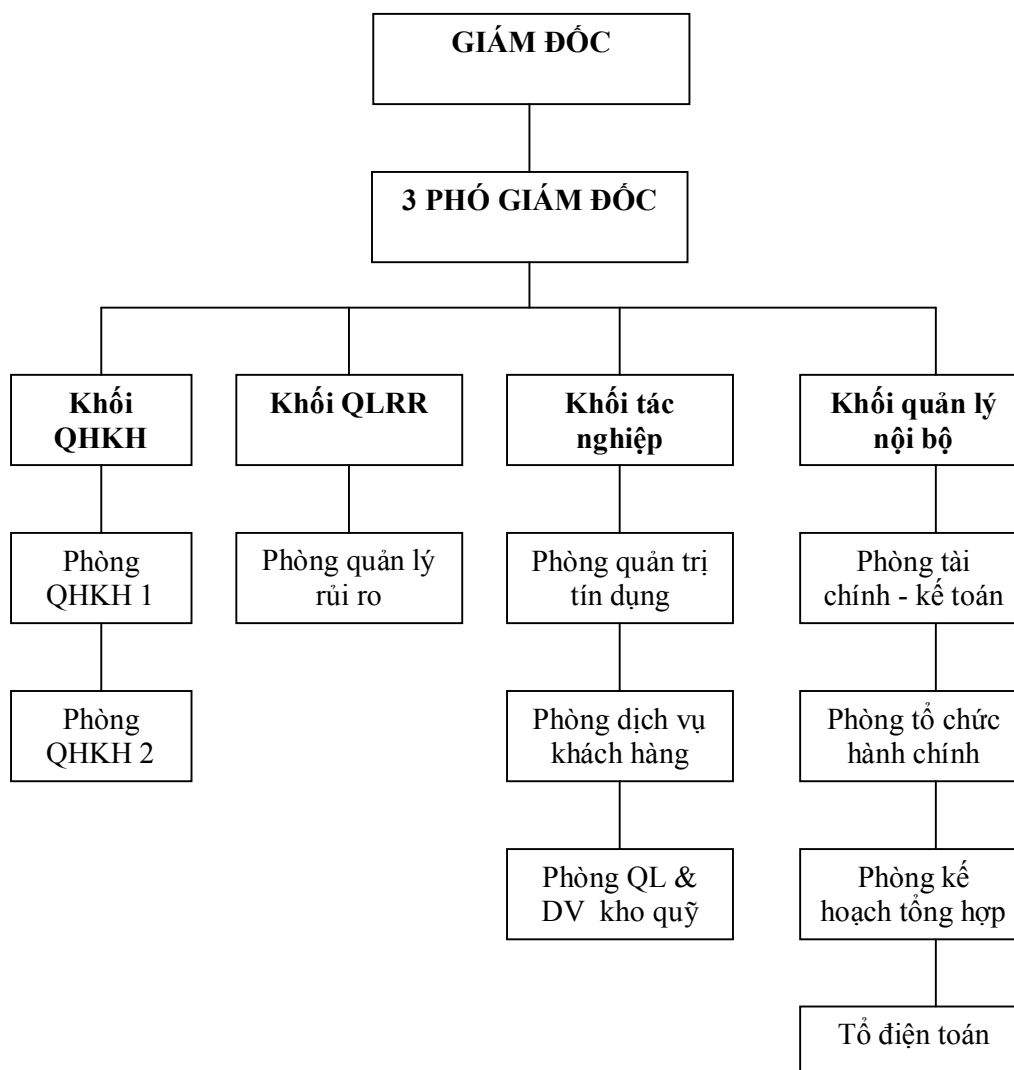 GIÁM ĐỐC
3 PHÓ GIÁM ĐỐC
Khối
QHKH
Khối QLRR
Khối tác
nghiệp
Khối quản lý
nội bộ
Phòng
QHKH 1
Phòng quản lý
rủi ro
Phòng quản trị
tín dụng
Phòng tài
chính - kế toán
Phòng
QHKH 2
Phòng dịch vụ
khách hàng
Phòng tổ chức
hành chính
Phòng QL &
DV kho quỹ
Phòng kế
hoạch tổng hợp
Tổ điện toán